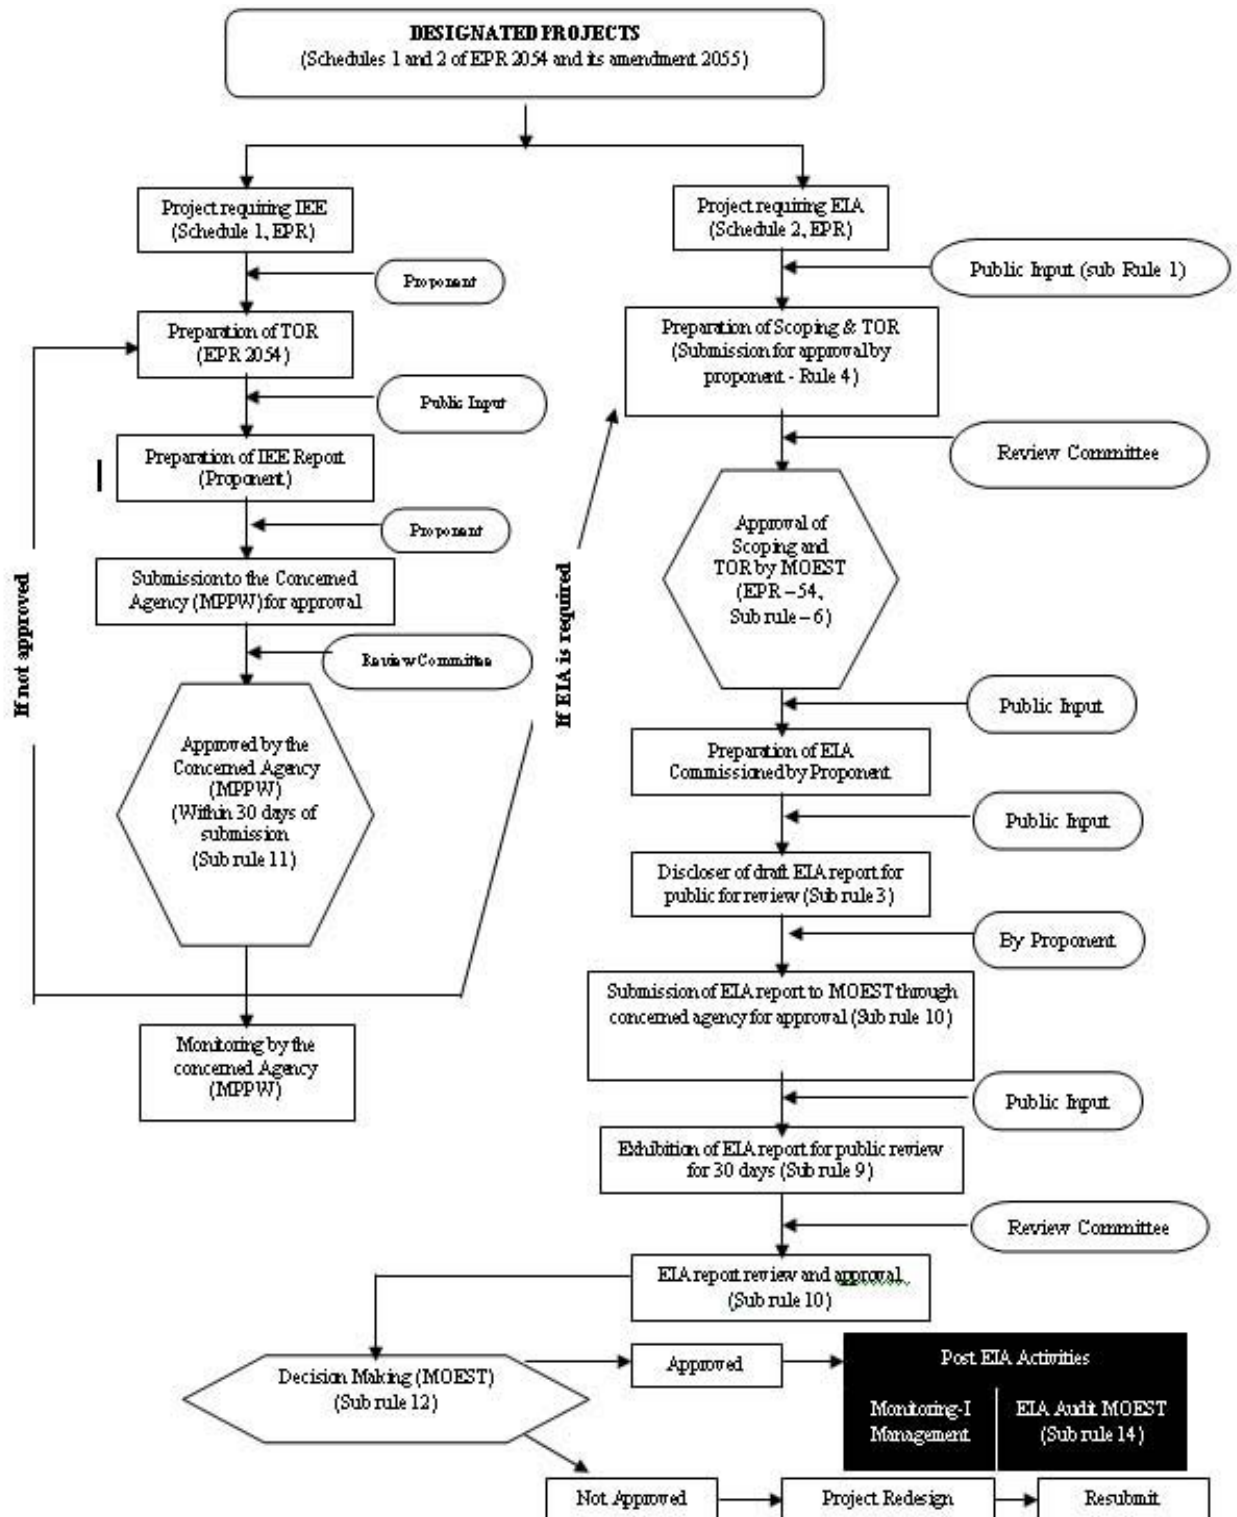 DESIGNATED PROJECTS
(Schedules 1 and 2 of EPR 2054 and its amendment 2055)
Project requiring IEE
(Schedule 1, EPR)
Proponent
Preparation of TOR
(EPR 2054)
Public Input
Preparation of IEE Report
(Proponent)
Proponent
Submission to the Concerned
Agency (MPPW) for approval
Review Committee
Approved by the
Concerned Agency
(MPPW)
(Within 30 days of
submission
(Sub rule 11)
Monitoring by the
concerned Agency
(MPPW)
If not approved
If EIA is required
Project requiring EIA
(Schedule 2, EPR)
Public Input (sub Rule 1)
Preparation of Scoping & TOR
(Submission for approval by
proponent - Rule 4)
Review Committee
Approval of
Scoping and
TOR by MOEST
(EPR – 54,
Sub rule – 6)
Public Input
Preparation of EIA
Commissioned by Proponent
Public Input
Discloser of draft EIA report for
public for review (Sub rule 3)
By Proponent
Submission of EIA report to MOEST through
concerned agency for approval (Sub rule 10)
Public Input
Exhibition of EIA report for public review
for 30 days (Sub rule 9)
Review Committee
EIA report review and approval
(Sub rule 10)
Decision Making (MOEST)
(Sub rule 12)
Approved
Post EIA Activities
Monitoring-I
Management
EIA Audit MOEST
(Sub rule 14)
Not Approved
Project Redesign
Resubmit